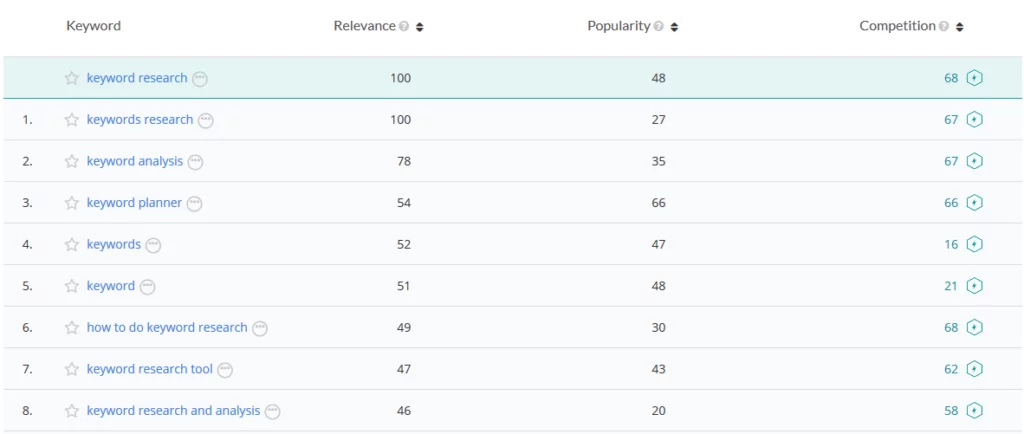 Keyword Relevance ? Popularity ? Competition ?
keyword research 100 48 68
1. keywords research 100 27 67
2. keyword analysis 78 35 67
3. keyword planner 54 66 66
4. keywords 52 47 16
5. keyword 51 48 21
6. how to do keyword research 49 30 68
7. keyword research tool 47 43 62
8. keyword research and analysis 46 20 58